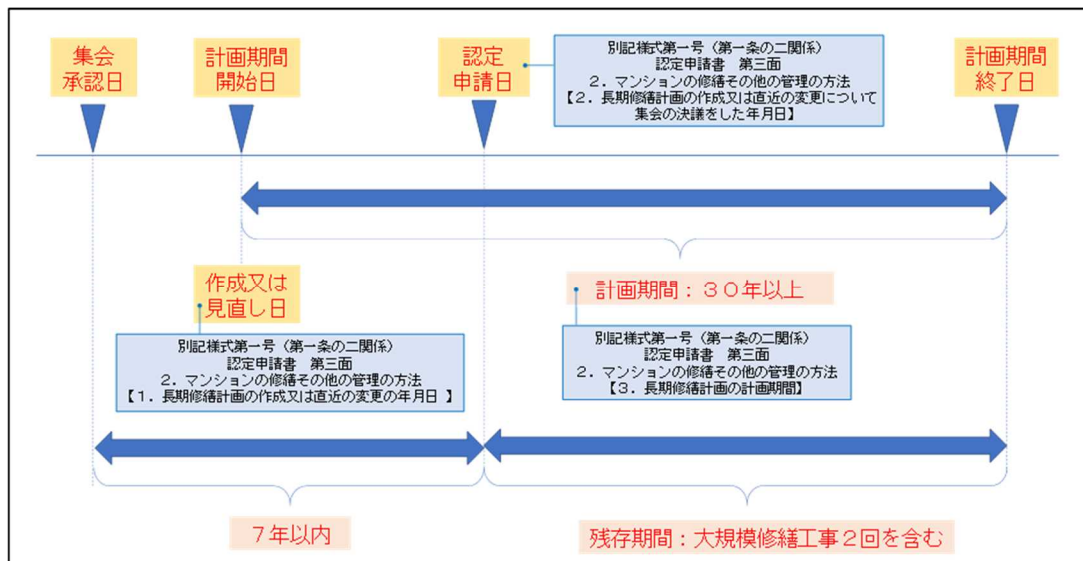 集会
承認日
計画期間
開始日
認定
申請日
別記様式第一号（第一条の二関係）
認定申請書　第三面
２．マンションの修繕その他の管理の方法
【２．長期修繕計画の作成又は直近の変更について
集会の決議をした年月日】
計画期間
終了日
作成又は
見直し日
別記様式第一号（第一条の二関係）
認定申請書　第三面
２．マンションの修繕その他の管理の方法
【１．長期修繕計画の作成又は直近の変更の年月日 】
計画期間：３０年以上
別記様式第一号（第一条の二関係）
認定申請書　第三面
２．マンションの修繕その他の管理の方法
【３．長期修繕計画の計画期間】
７年以内
残存期間：大規模修繕工事２回を含む